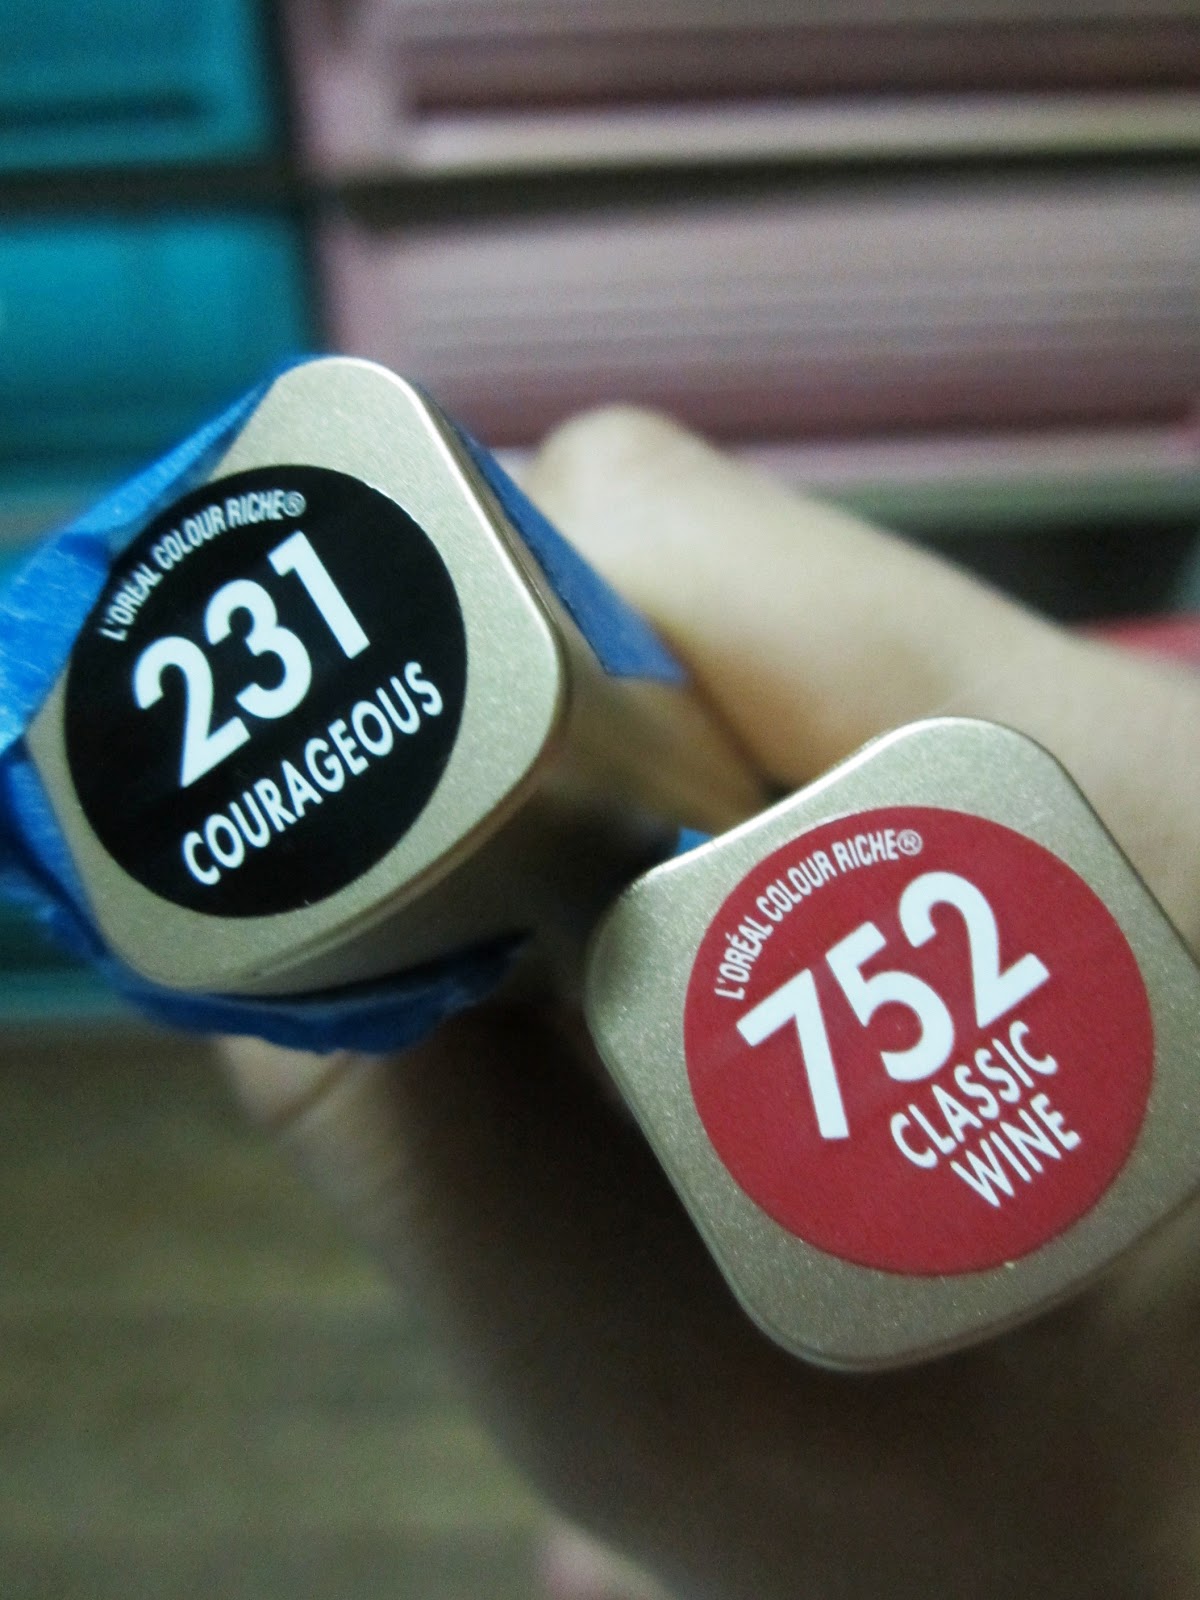 L'ORÉAL COLOUR RICHE®
231
COURAGEOUS
L'ORÉAL COLOUR RICHE®
752
CLASSIC
WINE